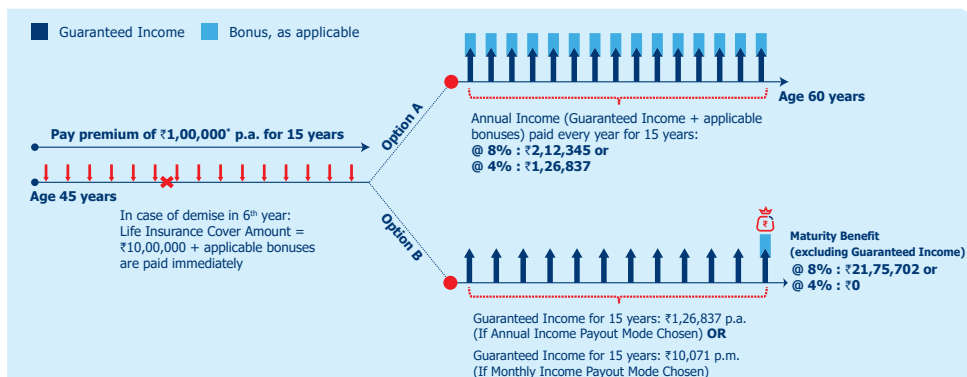 Guaranteed Income
Bonus, as applicable
Pay premium of ₹1,00,000* p.a. for 15 years
Age 45 years
In case of demise in 6th year:
Life Insurance Cover Amount =
₹10,00,000 + applicable bonuses
are paid immediately
Option A
Age 60 years
Annual Income (Guaranteed Income + applicable
bonuses) paid every year for 15 years:
@ 8% : ₹2,12,345 or
@ 4% : ₹1,26,837
Option B
₹
Maturity Benefit
(excluding Guaranteed Income)
@ 8% : ₹21,75,702 or
@ 4% : ₹0
Guaranteed Income for 15 years: ₹1,26,837 p.a.
(If Annual Income Payout Mode Chosen) OR
Guaranteed Income for 15 years: ₹10,071 p.m.
(If Monthly Income Payout Mode Chosen)